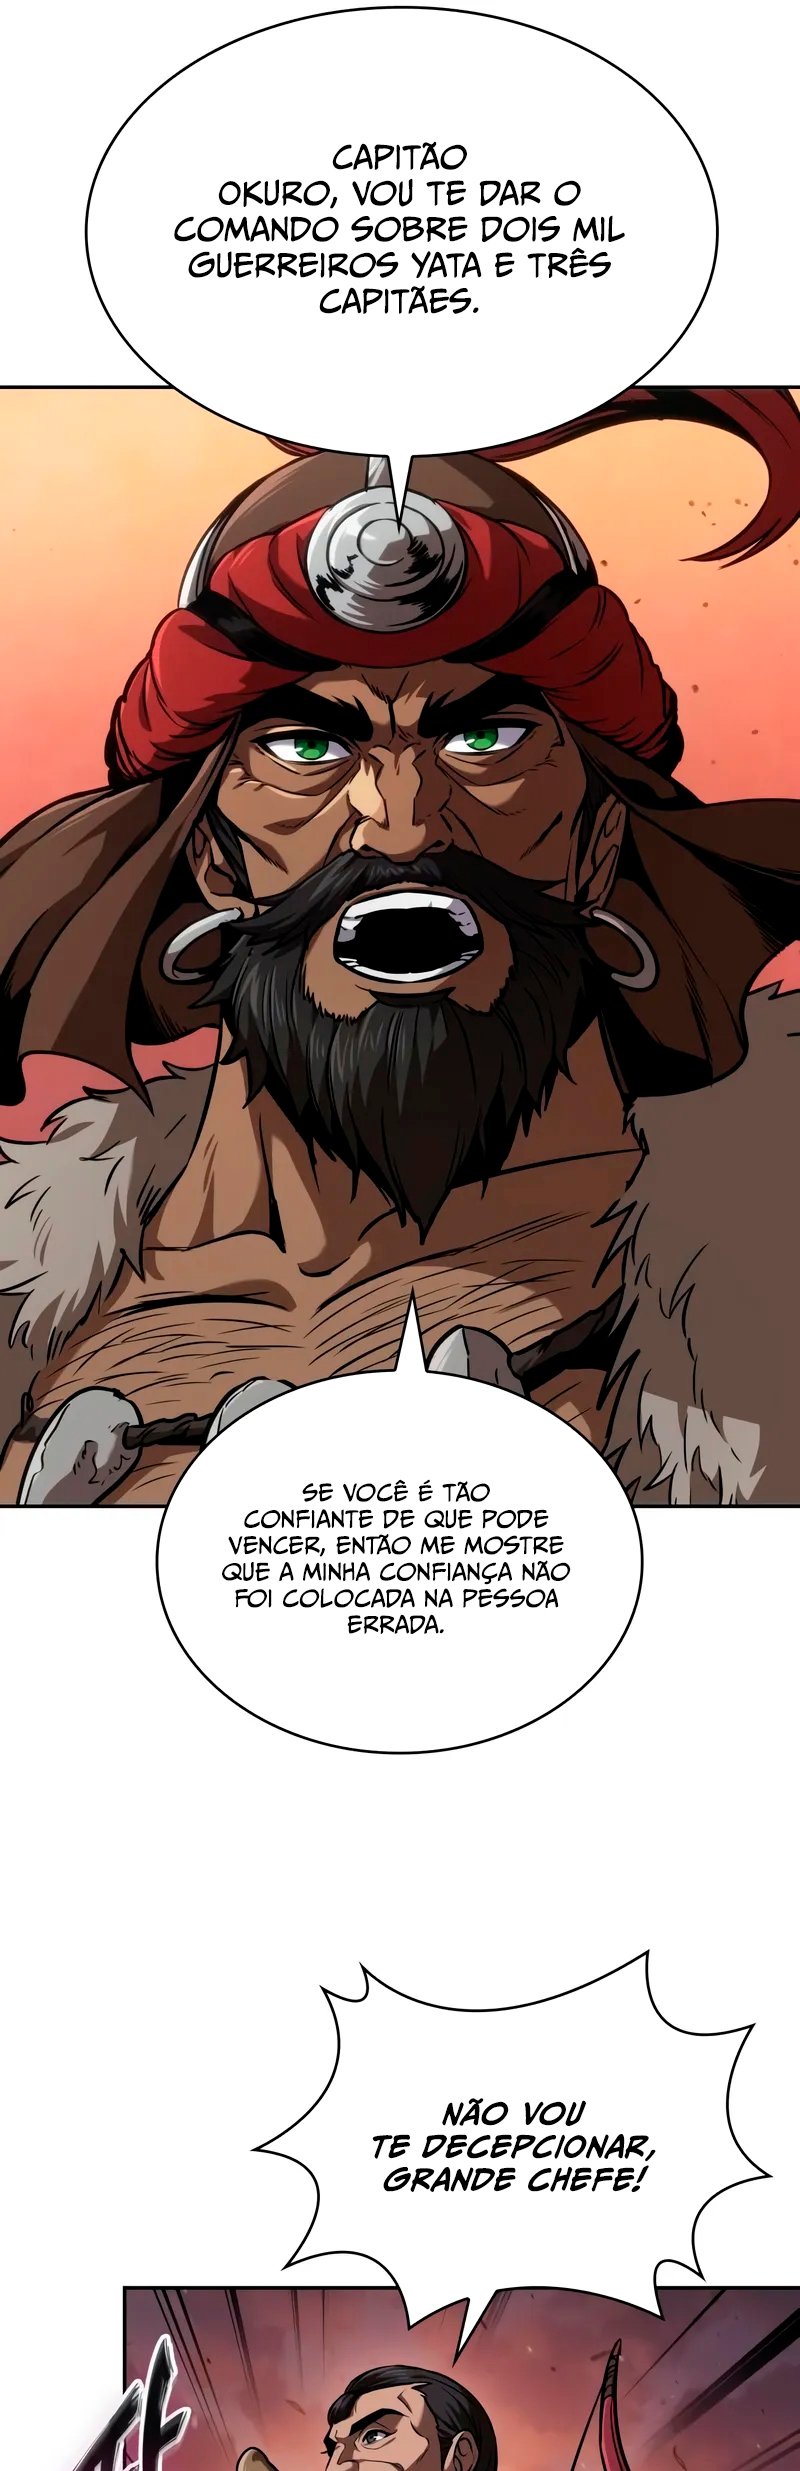 CAPITÃO
OKURO, VOU TE DAR O
COMANDO SOBRE DOIS MIL
GUERREIROS YATA E TRÊS
CAPITÃES.
SE VOCÊ É TÃO
CONFIANTE DE QUE PODE
VENCER, ENTÃO ME MOSTRE
QUE A MINHA CONFIANÇA NÃO
FOI COLOCADA NA PESSOA
ERRADA.
NÃO VOU
TE DECEPCIONAR,
GRANDE CHEFE!